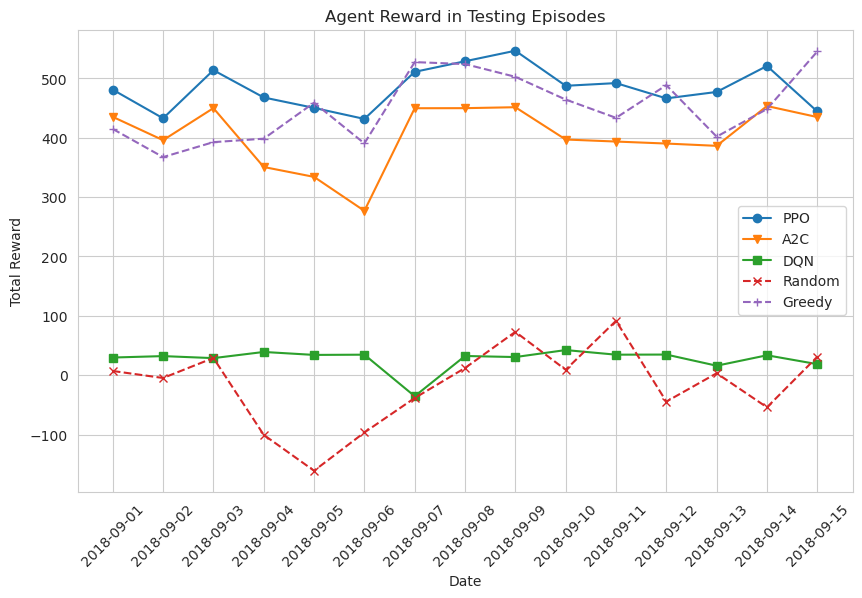 Agent Reward in Testing Episodes
Total Reward
500
400
300
200
100
0
−100
PPO
A2C
DQN
Random
Greedy
2018-09-01
2018-09-02
2018-09-03
2018-09-04
2018-09-05
2018-09-06
2018-09-07
2018-09-08
2018-09-09
2018-09-10
2018-09-11
2018-09-12
2018-09-13
2018-09-14
2018-09-15
Date